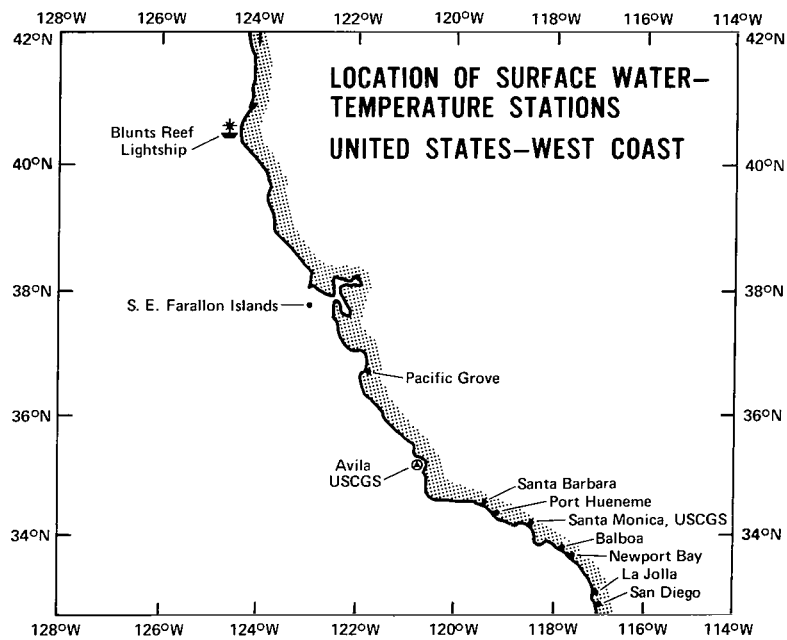 128°W 126°W 124°W 122°W 120°W 118°W 116°W 114°W
42°N 42°N
LOCATION OF SURFACE WATER–
TEMPERATURE STATIONS
UNITED STATES–WEST COAST
Blunts Reef
Lightship
40°N 40°N
38°N 38°N
S. E. Farallon Islands
Pacific Grove
36°N 36°N
Avila
USCGS
Santa Barbara
Port Hueneme
Santa Monica, USCGS
34°N 34°N
Balboa
Newport Bay
La Jolla
San Diego
128°W 126°W 124°W 122°W 120°W 118°W 116°W 114°W